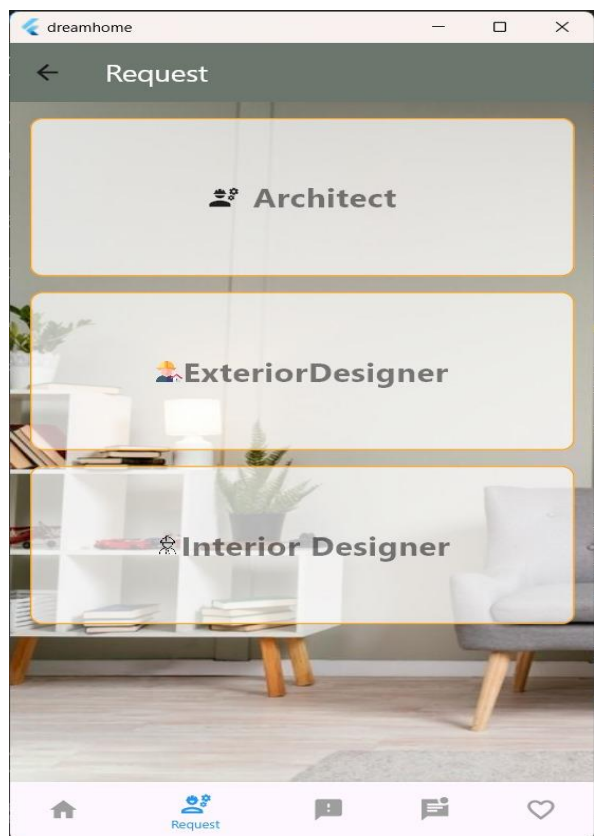 dreamhome
Request
Architect
ExteriorDesigner
Interior Designer
Request